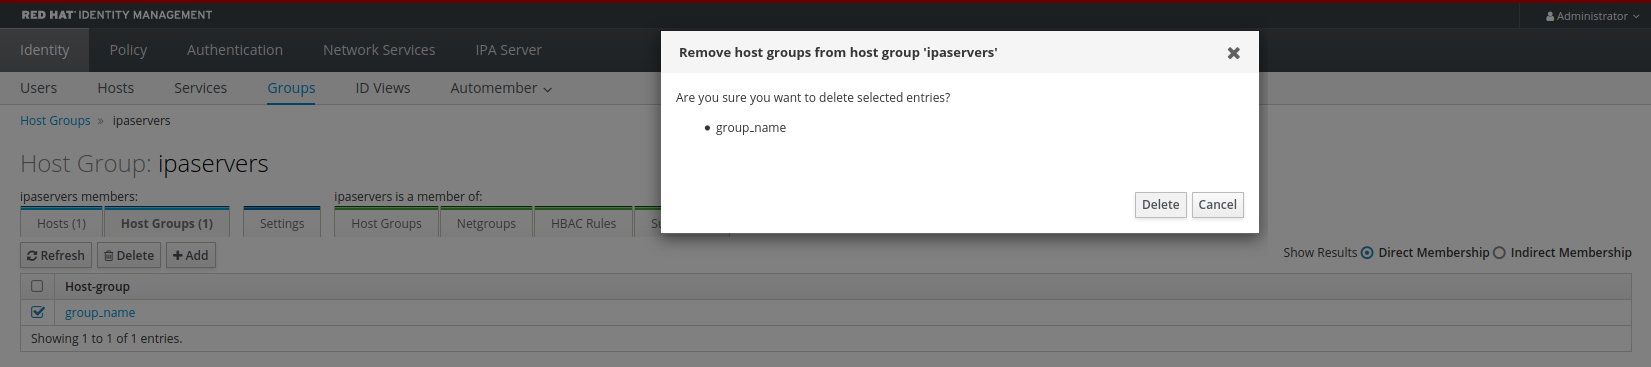 RED HAT IDENTITY MANAGEMENT
Administrator
Identity Policy Authentication Network Services IPA Server
Users Hosts Services Groups ID Views Automember
Host Groups » ipaservers
Host Group: ipaservers
ipaservers members: ipaservers is a member of:
Hosts (1) Host Groups (1) Settings Host Groups Netgroups HBAC Rules
Refresh Delete Add
Show Results Direct Membership Indirect Membership
Host-group
group_name
Showing 1 to 1 of 1 entries.
Remove host groups from host group 'ipaservers'
Are you sure you want to delete selected entries?
• group_name
Delete Cancel